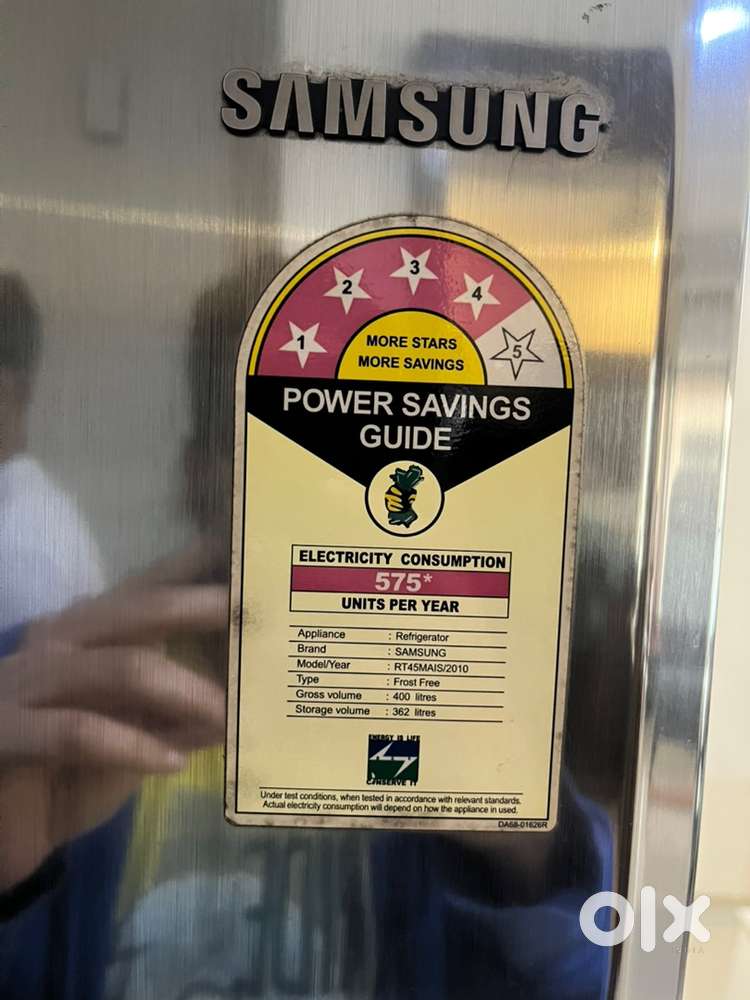 SAMSUNG
1 2 3 4 5
MORE STARS
MORE SAVINGS
POWER SAVINGS
GUIDE
ELECTRICITY CONSUMPTION
575*
UNITS PER YEAR
Appliance : Refrigerator
Brand : SAMSUNG
Model/Year : RT45MAIS/2010
Type : Frost Free
Gross volume : 400 litres
Storage volume : 362 litres
ENERGY IS LIFE
CONSERVE IT
Under test conditions, when tested in accordance with relevant standards.
Actual electricity consumption will depend on how the appliance in used.
DA68-01626R
olx